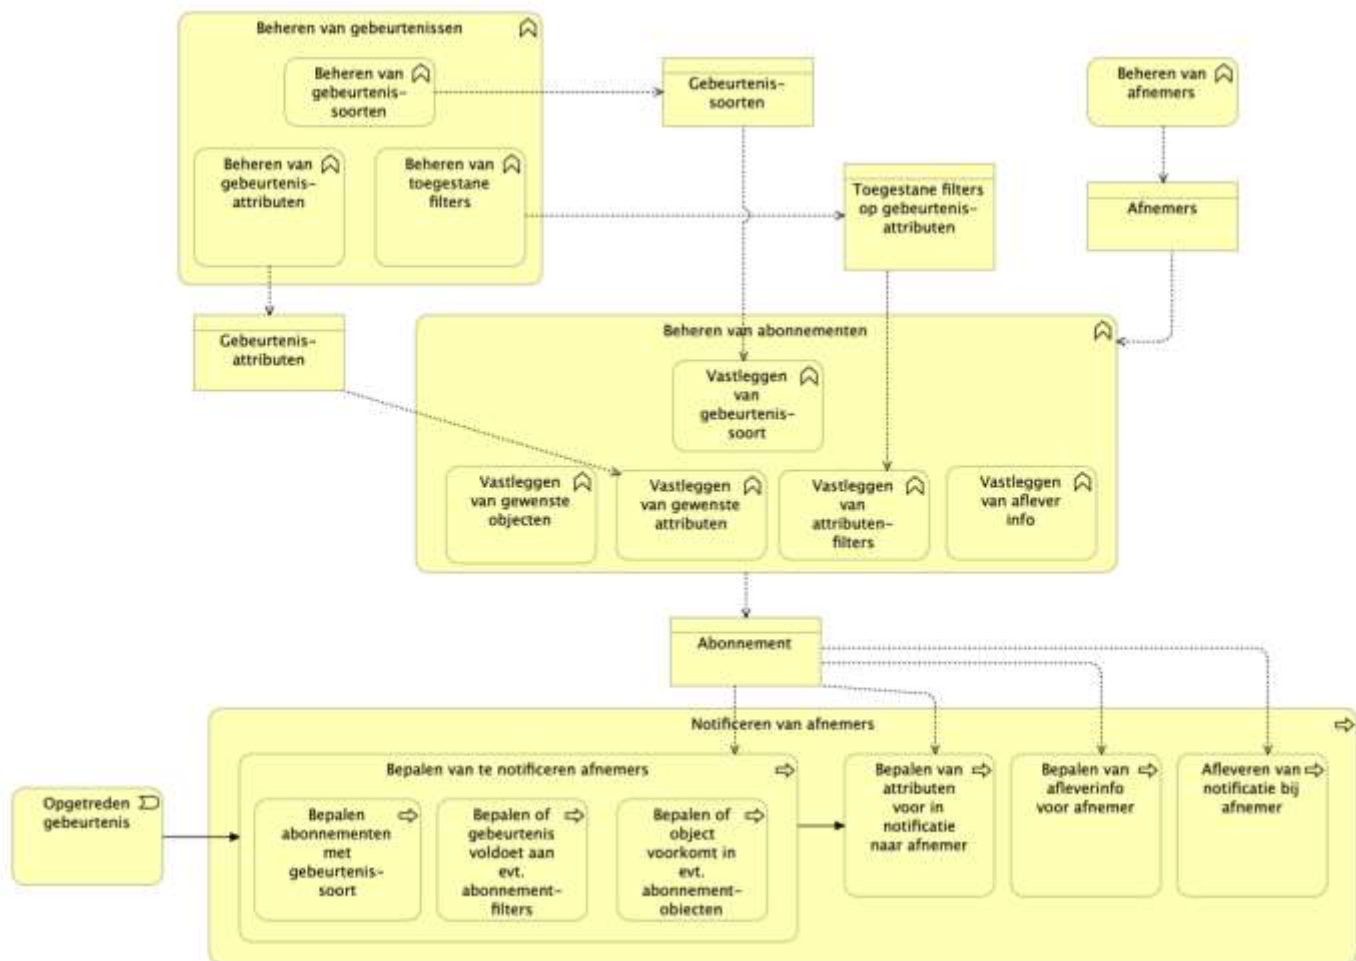 Beheren van gebeurtenissen
Beheren van
gebeurtenis-
soorten
Gebeurtenis-
soorten
Beheren van
afnemers
Beheren van
gebeurtenis-
attributen
Beheren van
toegestane
filters
Toegestane filters
op gebeurtenis-
attributen
Afnemers
Gebeurtenis-
attributen
Beheren van abonnementen
Vastleggen
van
gebeurtenis-
soort
Vastleggen
van gewenste
objecten
Vastleggen
van gewenste
attributen
Vastleggen
van
attributen-
filters
Vastleggen
van aflever
info
Abonnement
Notificeren van afnemers
Opgetreden
gebeurtenis
Bepalen van te notificeren afnemers
Bepalen
abonnementen
met
gebeurtenis-
soort
Bepalen of
gebeurtenis
voldoet aan
evt.
abonnement-
filters
Bepalen of
object
voorkomt in
evt.
abonnement-
objecten
Bepalen van
attributen
voor in
notificatie
naar afnemer
Bepalen van
afleverinfo
voor afnemer
Afleveren van
notificatie bij
afnemer